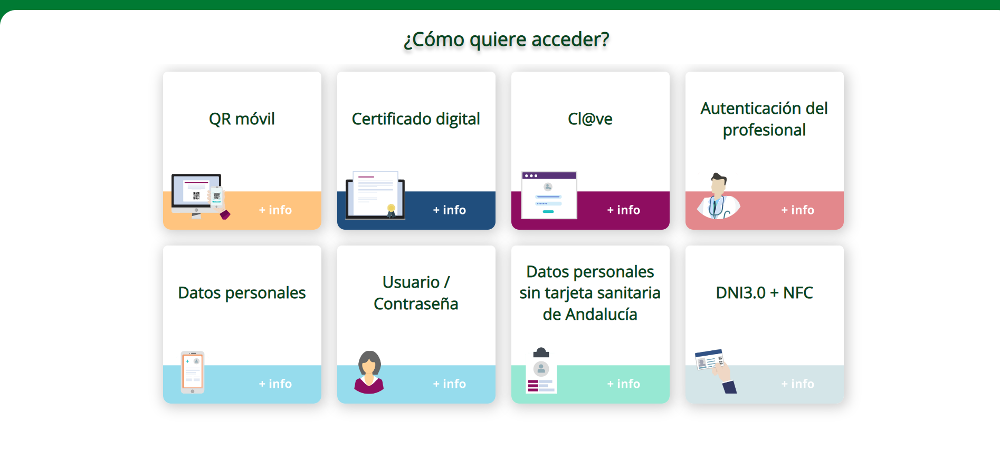 ¿Cómo quiere acceder?
QR móvil
+ info
Certificado digital
+ info
Cl@ve
+ info
Autenticación del
profesional
+ info
Datos personales
+ info
Usuario /
Contraseña
+ info
Datos personales
sin tarjeta sanitaria
de Andalucía
+ info
DNI3.0 + NFC
+ info